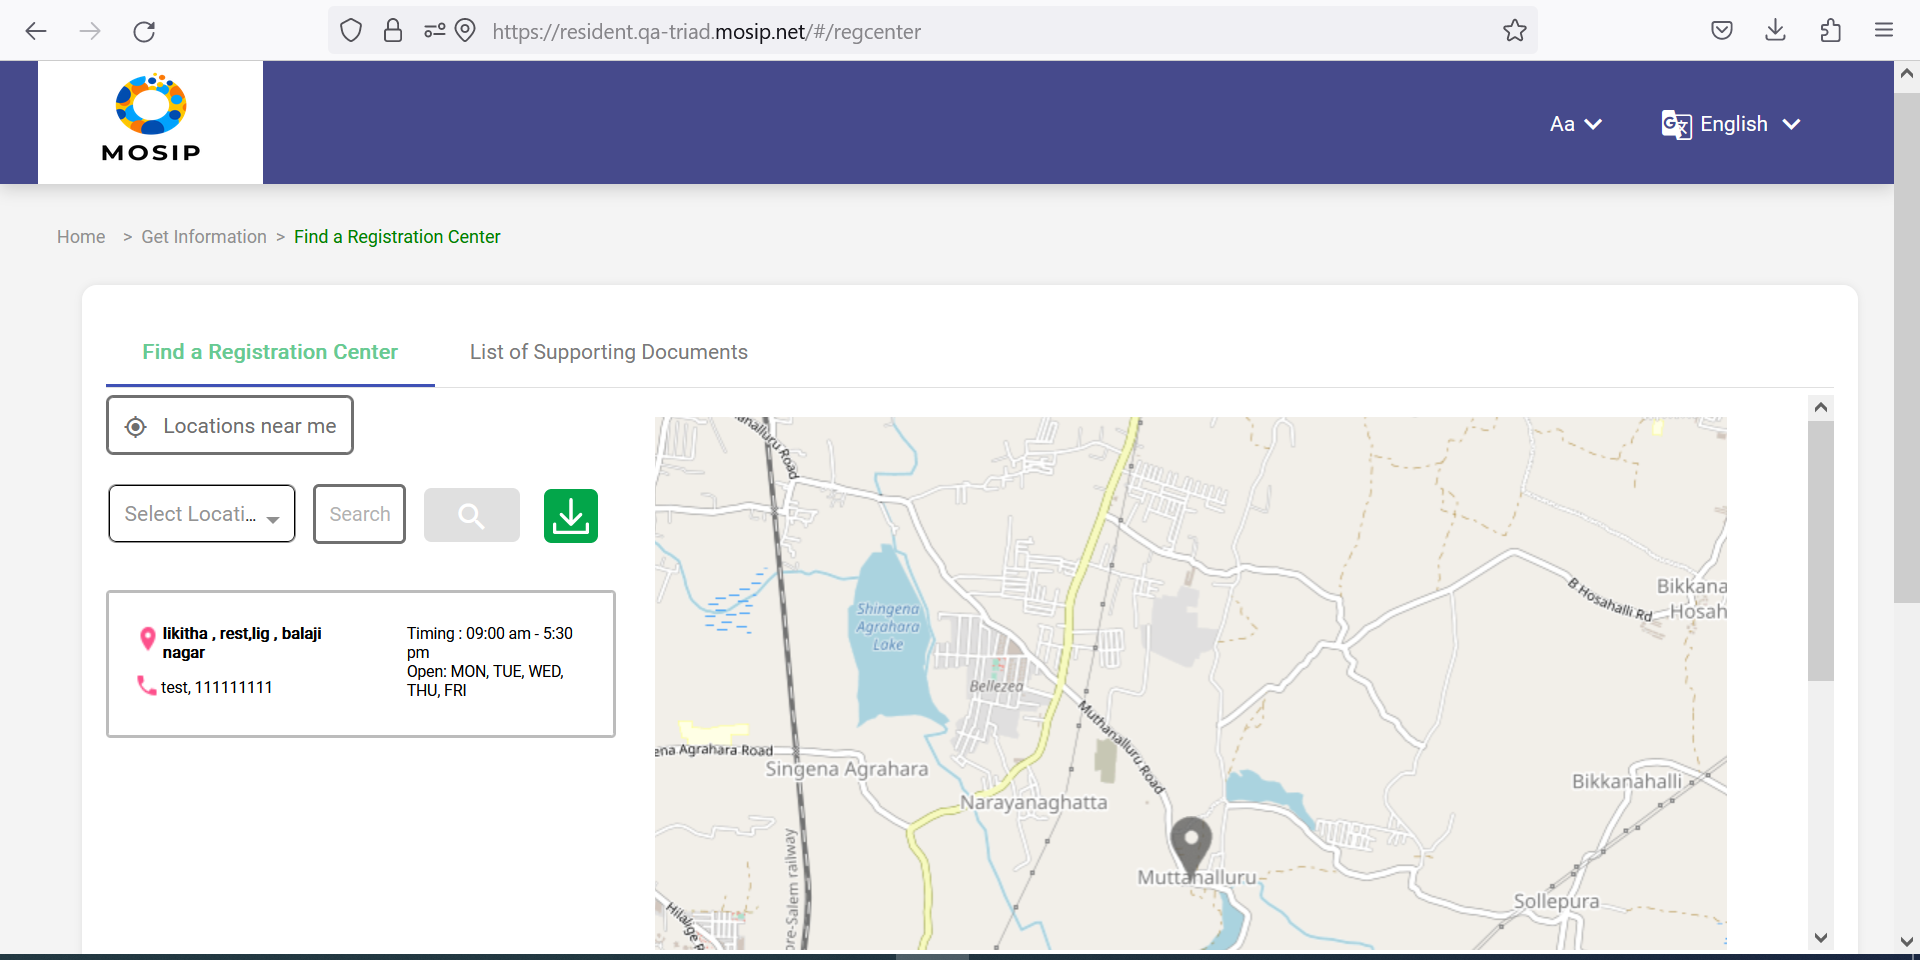 https://resident.qa-triad.mosip.net/#/regcenter
MOSIP
Aa
English
Home > Get Information > Find a Registration Center
Find a Registration Center
List of Supporting Documents
Locations near me
Select Locati...
Search
likitha , rest,lig , balaji
nagar
test, 111111111
Timing : 09:00 am - 5:30
pm
Open: MON, TUE, WED,
THU, FRI
analluru Road
B Hosahalli Rd
Bikkana
Hosah
Shingena
Agrahara
Lake
Bellezea
Muthanalluru Road
ena Agrahara Road
Singena Agrahara
Narayanaghatta
Bikkanahalli
ore-Salem railway
Muttanalluru
Sollepura
Hilalige R